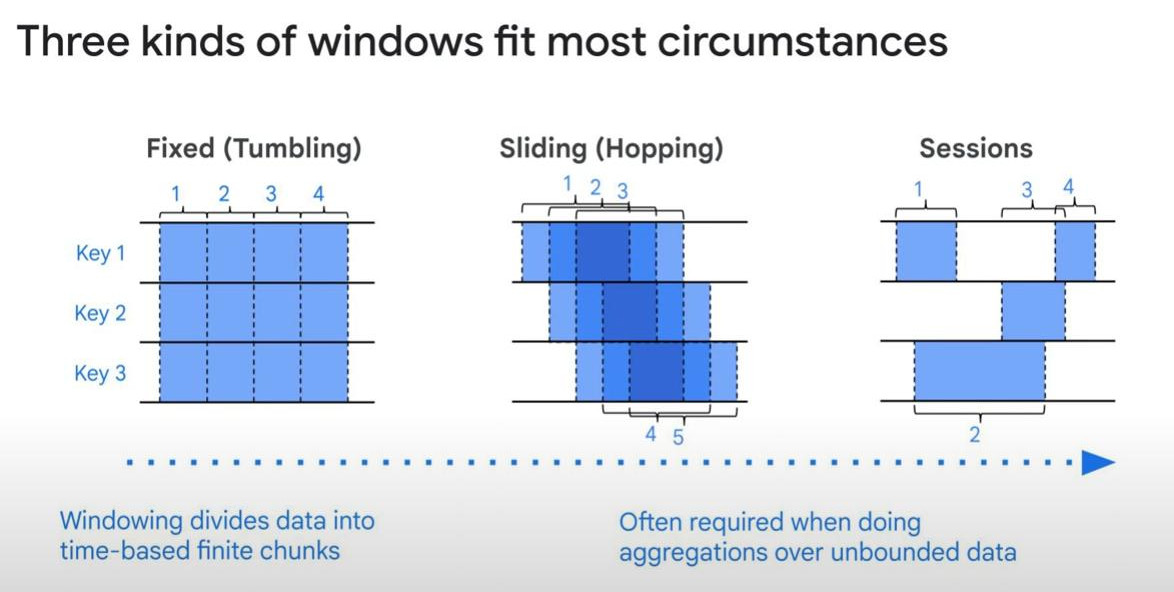 Three kinds of windows fit most circumstances
Fixed (Tumbling)
1 2 3 4
Key 1
Key 2
Key 3
Sliding (Hopping)
1 2 3
4 5
Sessions
1 3 4
2
Windowing divides data into
time-based finite chunks
Often required when doing
aggregations over unbounded data